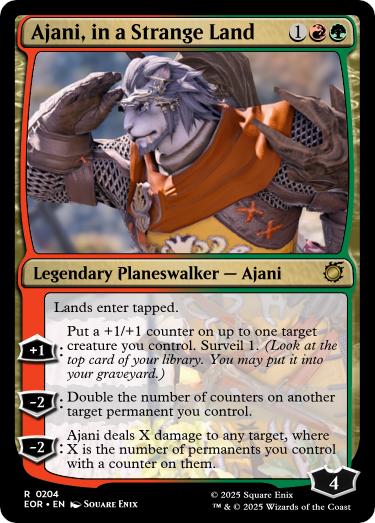 Ajani, in a Strange Land 1
Legendary Planeswalker — Ajani
Lands enter tapped.
Put a +1/+1 counter on up to one target
+1 : creature you control. Surveil 1. (Look at the
top card of your library. You may put it into
your graveyard.)
-2 : Double the number of counters on another
target permanent you control.
Ajani deals X damage to any target, where
-2 : X is the number of permanents you control
with a counter on them.
4
R 0204
EOR • EN SQUARE ENIX
© 2025 Square Enix
™ & © 2025 Wizards of the Coast